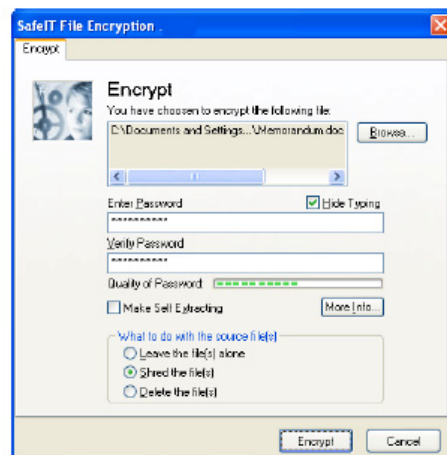 SafeIT File Encryption .
Encrypt
Encrypt
You have choosen to encrypt the following file:
C:\Documents and Settings...\Memorandum.doc
Browse...
Enter Password
Hide Typing
**********
Verify Password
**********
Quality of Password:
Make Self Extracting
More Info...
What to do with the source file(s)
Leave the file(s) alone
Shred the file(s)
Delete the file(s)
Encrypt
Cancel